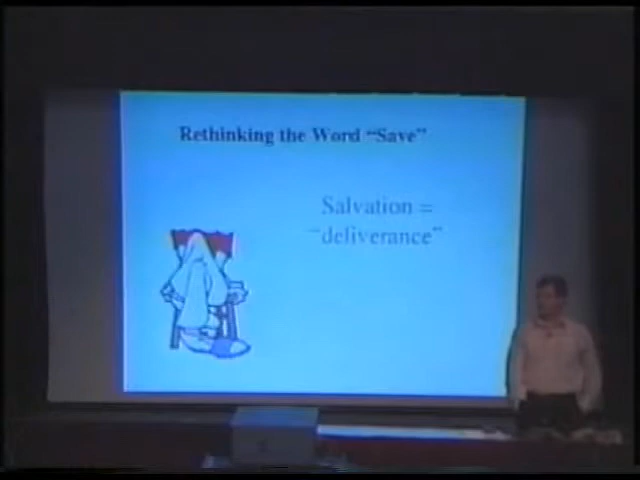 Rethinking the Word “Save”
Salvation =
“deliverance”